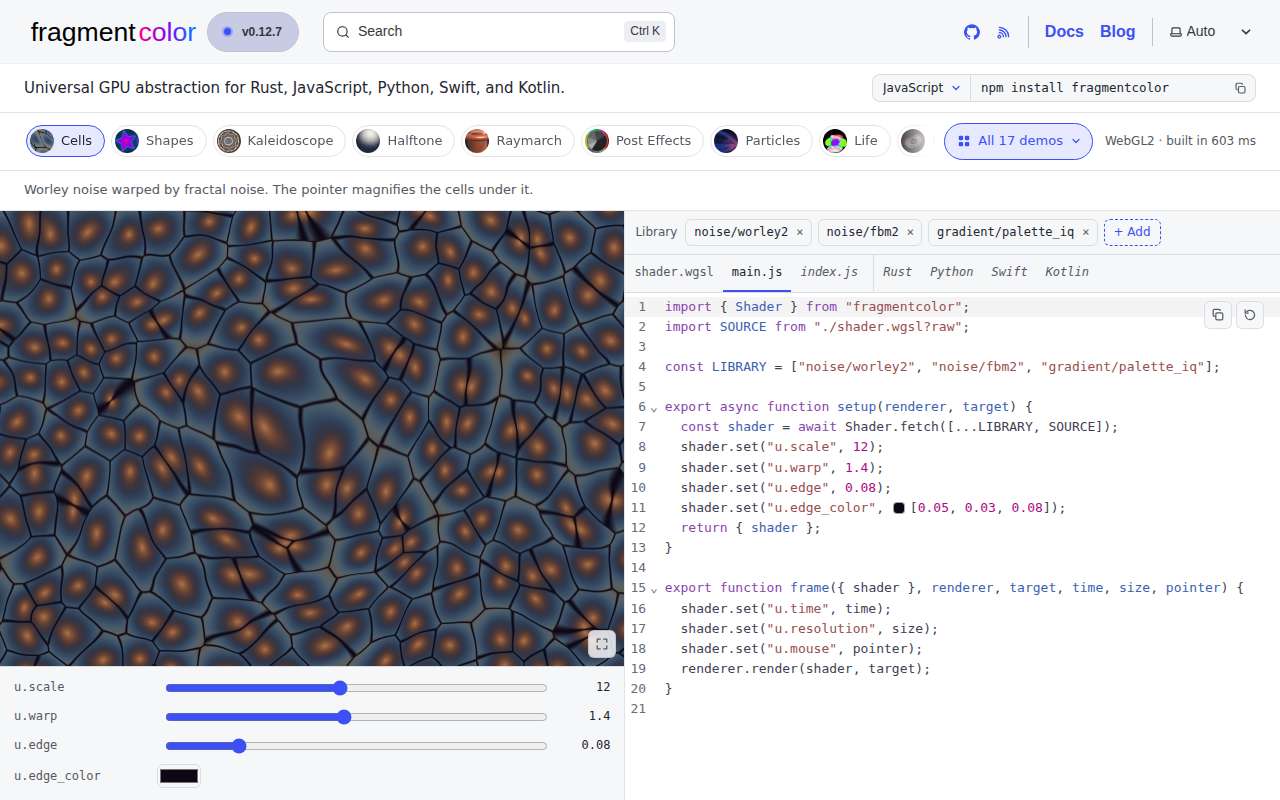 fragmentcolor v0.12.7 Search Ctrl K Docs Blog Auto
Universal GPU abstraction for Rust, JavaScript, Python, Swift, and Kotlin. JavaScript npm install fragmentcolor
Cells Shapes Kaleidoscope Halftone Raymarch Post Effects Particles Life All 17 demos WebGL2 · built in 603 ms
Worley noise warped by fractal noise. The pointer magnifies the cells under it.
Library noise/worley2 × noise/fbm2 × gradient/palette_iq × + Add
shader.wgsl main.js index.js Rust Python Swift Kotlin
1 import { Shader } from "fragmentcolor";
2 import SOURCE from "./shader.wgsl?raw";
3
4 const LIBRARY = ["noise/worley2", "noise/fbm2", "gradient/palette_iq"];
5
6 export async function setup(renderer, target) {
7   const shader = await Shader.fetch([...LIBRARY, SOURCE]);
8   shader.set("u.scale", 12);
9   shader.set("u.warp", 1.4);
10   shader.set("u.edge", 0.08);
11   shader.set("u.edge_color", [0.05, 0.03, 0.08]);
12   return { shader };
13 }
14
15 export function frame({ shader }, renderer, target, time, size, pointer) {
16   shader.set("u.time", time);
17   shader.set("u.resolution", size);
18   shader.set("u.mouse", pointer);
19   renderer.render(shader, target);
20 }
21
u.scale 12
u.warp 1.4
u.edge 0.08
u.edge_color